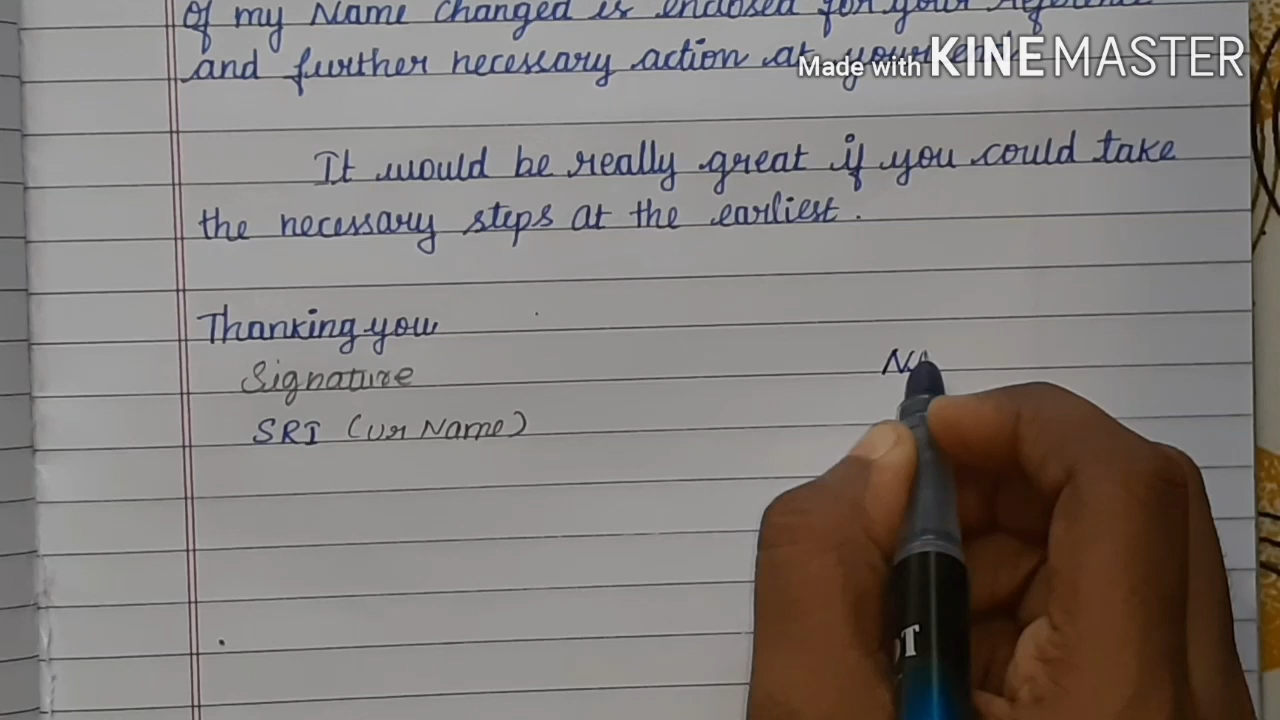 of my Name changed is enclosed for your reference
and further necessary action at your end
Made with KINEMASTER
It would be really great if you could take
the necessary steps at the earliest.
Thanking you
Signature
SRI (ur Name)